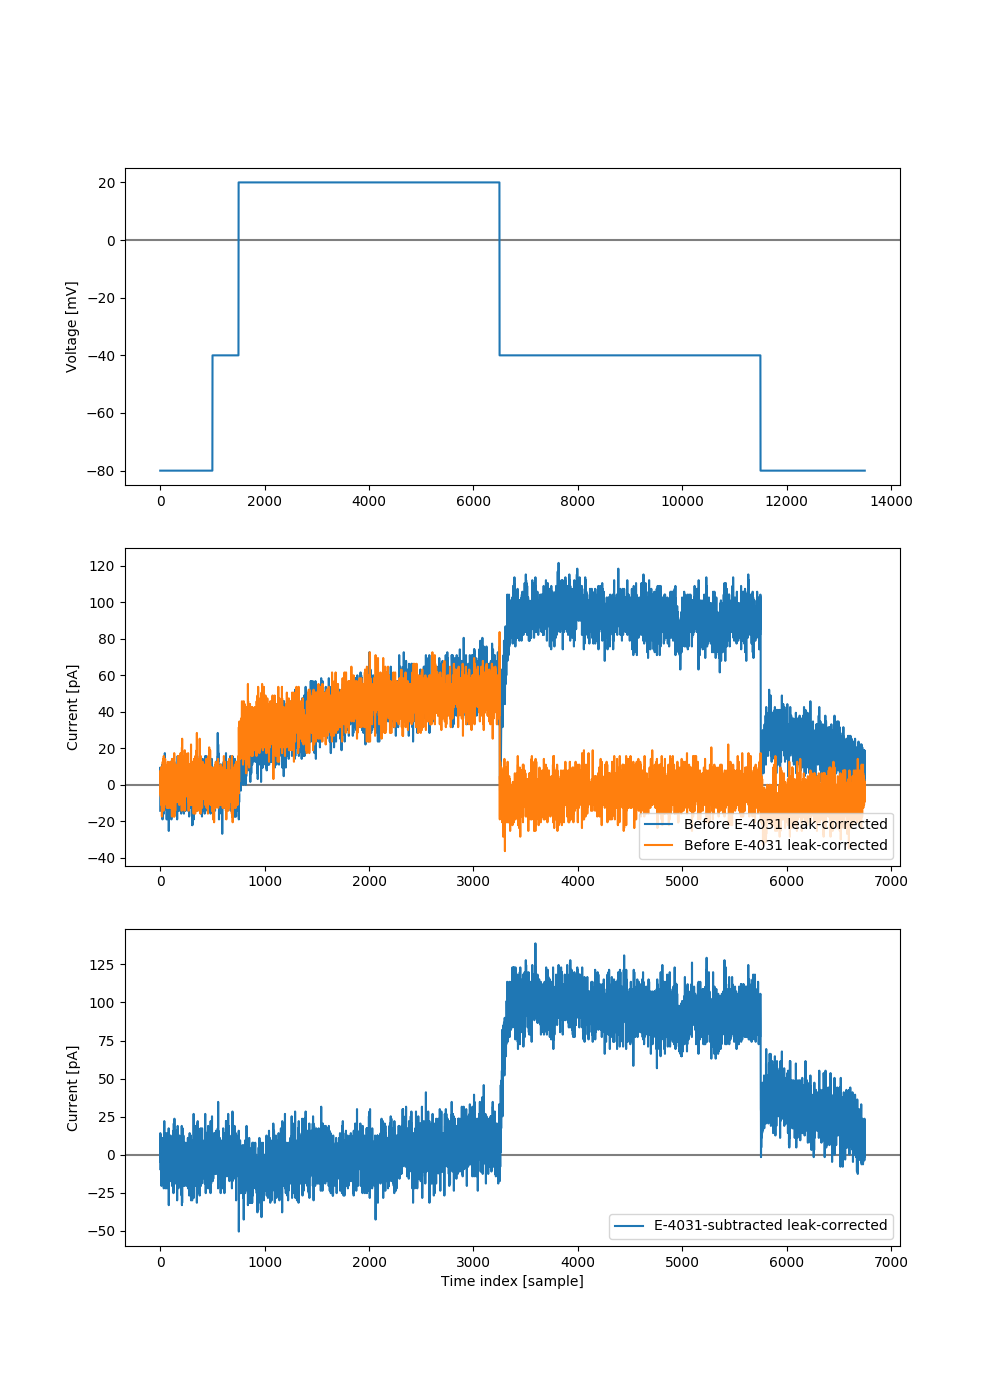 20
0
−20
−40
−60
−80
Voltage [mV]
0 2000 4000 6000 8000 10000 12000 14000
120
100
80
60
40
20
0
−20
−40
Current [pA]
Before E-4031 leak-corrected
Before E-4031 leak-corrected
0 1000 2000 3000 4000 5000 6000 7000
125
100
75
50
25
0
−25
−50
Current [pA]
E-4031-subtracted leak-corrected
0 1000 2000 3000 4000 5000 6000 7000
Time index [sample]